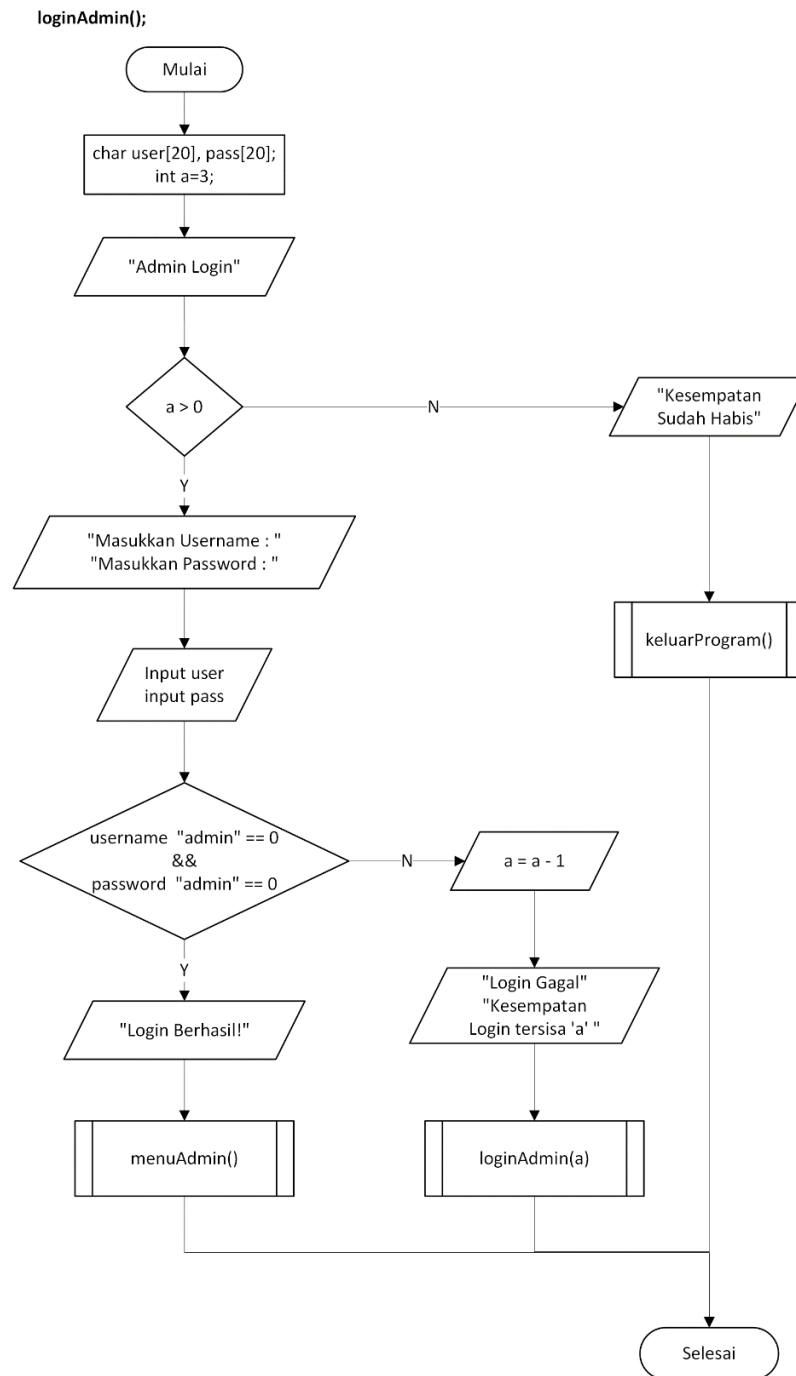 loginAdmin();
Mulai
char user[20], pass[20];
int a=3;
"Admin Login"
a > 0
N
"Kesempatan
Sudah Habis"
Y
"Masukkan Username : "
"Masukkan Password : "
keluarProgram()
Input user
input pass
username  "admin" == 0
&&
password  "admin" == 0
N
a = a - 1
Y
"Login Gagal"
"Kesempatan
Login tersisa 'a' "
"Login Berhasil!"
menuAdmin()
loginAdmin(a)
Selesai